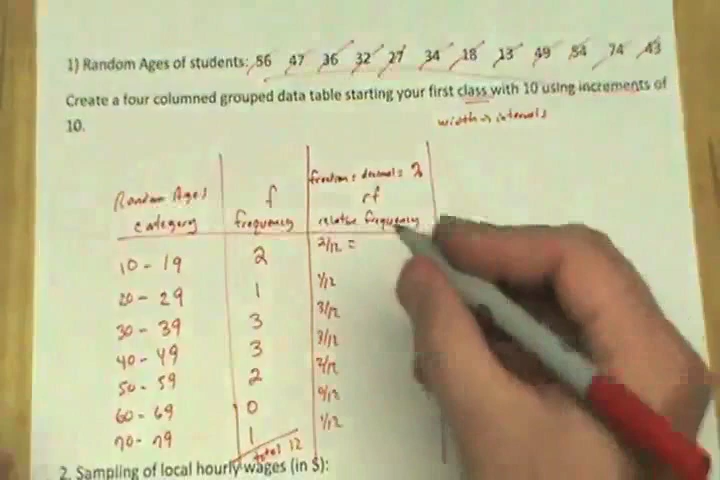 1) Random Ages of students: 56 47 36 32 27 34 18 13 49 54 74 43
Create a four columned grouped data table starting your first class with 10 using increments of
10.
width → intervals
fraction = decimal = %
Random Ages f rf
category frequency relative frequency
10 - 19 2 2/12 =
20 - 29 1 1/12
30 - 39 3 3/12
40 - 49 3 3/12
50 - 59 2 2/12
60 - 69 0 0/12
70 - 79 1 1/12
total 12
2. Sampling of local hourly wages (in $):